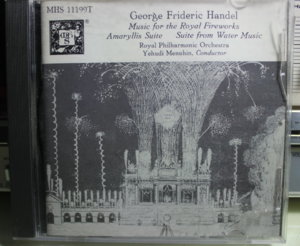 MHS 11199T
George Frideric Handel
Music for the Royal Fireworks
Amaryllis Suite Suite from Water Music
Royal Philharmonic Orchestra
Yehudi Menuhin, Conductor